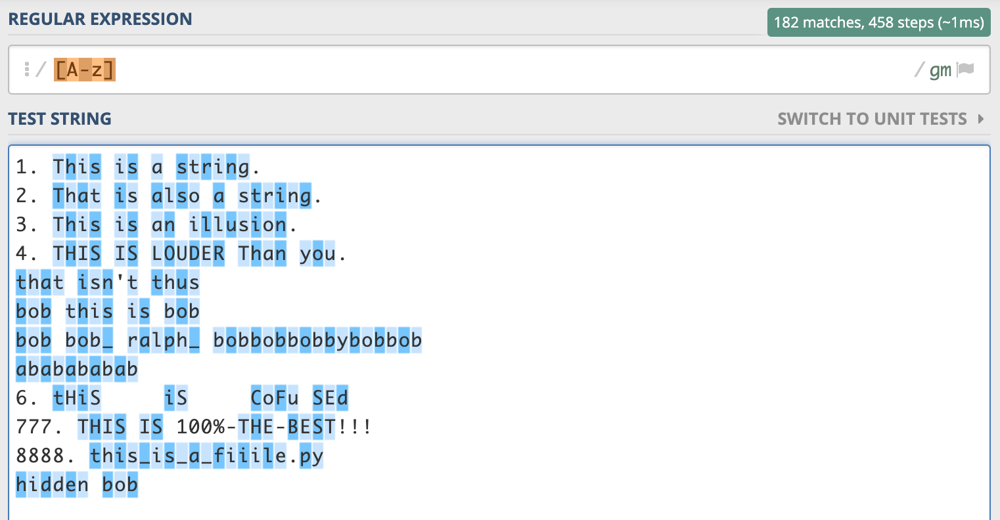 REGULAR EXPRESSION
182 matches, 458 steps (~1ms)
/ [A-z] / gm
TEST STRING
SWITCH TO UNIT TESTS
1. This is a string.
2. That is also a string.
3. This is an illusion.
4. THIS IS LOUDER Than you.
that isn't thus
bob this is bob
bob bob_ ralph_ bobbobbobbybobbob
ababababab
6. tHiS     iS     CoFu SEd
777. THIS IS 100%-THE-BEST!!!
8888. this_is_a_fiiile.py
hidden bob